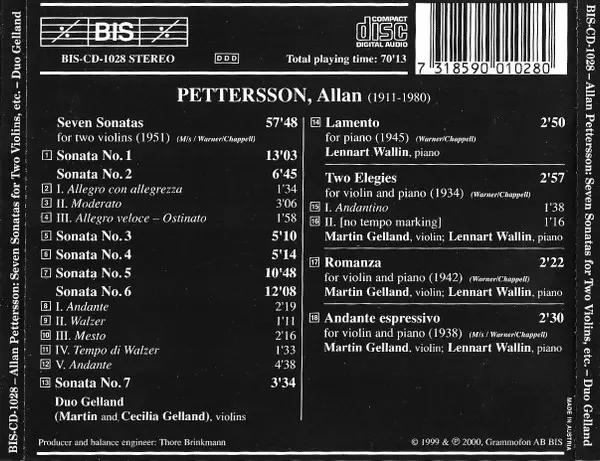 BIS-CD-1028 – Allan Pettersson: Seven Sonatas for Two Violins, etc. – Duo Gelland
BIS
BIS-CD-1028 STEREO
DDD
COMPACT
disc
DIGITAL AUDIO
Total playing time: 70'13
7 318590 010280
PETTERSSON, Allan (1911-1980)
Seven Sonatas 57'48
for two violins (1951) (M/s / Warner/Chappell)
1 Sonata No. 1 13'03
Sonata No. 2 6'45
2 I. Allegro con allegrezza 1'34
3 II. Moderato 3'06
4 III. Allegro veloce – Ostinato 1'58
5 Sonata No. 3 5'10
6 Sonata No. 4 5'14
7 Sonata No. 5 10'48
Sonata No. 6 12'08
8 I. Andante 2'19
9 II. Walzer 1'11
10 III. Mesto 2'16
11 IV. Tempo di Walzer 1'33
12 V. Andante 4'38
13 Sonata No. 7 3'34
Duo Gelland
(Martin and Cecilia Gelland), violins
14 Lamento 2'50
for piano (1945) (Warner/Chappell)
Lennart Wallin, piano
Two Elegies 2'57
for violin and piano (1934) (Warner/Chappell)
15 I. Andantino 1'38
16 II. [no tempo marking] 1'16
Martin Gelland, violin; Lennart Wallin, piano
17 Romanza 2'22
for violin and piano (1942) (Warner/Chappell)
Martin Gelland, violin; Lennart Wallin, piano
18 Andante espressivo 2'30
for violin and piano (1938) (M/s / Warner/Chappell)
Martin Gelland, violin; Lennart Wallin, piano
Producer and balance engineer: Thore Brinkmann
© 1999 & ℗ 2000, Grammofon AB BIS
MADE IN AUSTRIA
BIS-CD-1028 – Allan Pettersson: Seven Sonatas for Two Violins, etc. – Duo Gelland